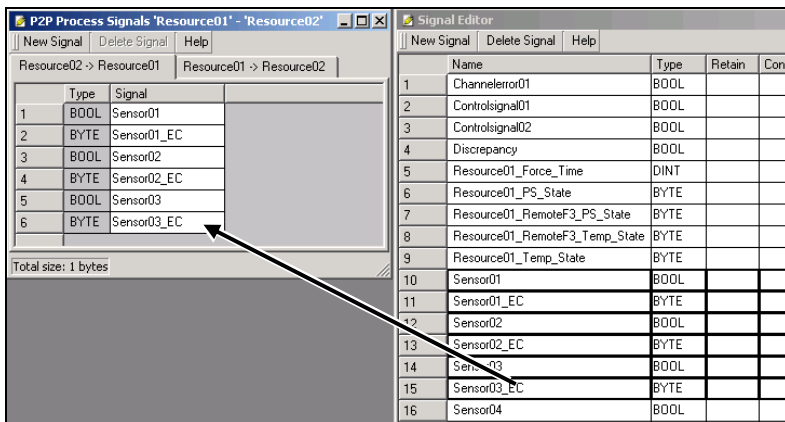 P2P Process Signals 'Resource01' - 'Resource02'
New Signal Delete Signal Help
Resource02 -> Resource01 Resource01 -> Resource02
Type Signal
1 BOOL Sensor01
2 BYTE Sensor01_EC
3 BOOL Sensor02
4 BYTE Sensor02_EC
5 BOOL Sensor03
6 BYTE Sensor03_EC
Total size: 1 bytes
Signal Editor
New Signal Delete Signal Help
Name Type Retain Con
1 Channelerror01 BOOL
2 Controlsignal01 BOOL
3 Controlsignal02 BOOL
4 Discrepancy BOOL
5 Resource01_Force_Time DINT
6 Resource01_PS_State BYTE
7 Resource01_RemoteF3_PS_State BYTE
8 Resource01_RemoteF3_Temp_State BYTE
9 Resource01_Temp_State BYTE
10 Sensor01 BOOL
11 Sensor01_EC BYTE
12 Sensor02 BOOL
13 Sensor02_EC BYTE
14 Sensor03 BOOL
15 Sensor03_EC BYTE
16 Sensor04 BOOL